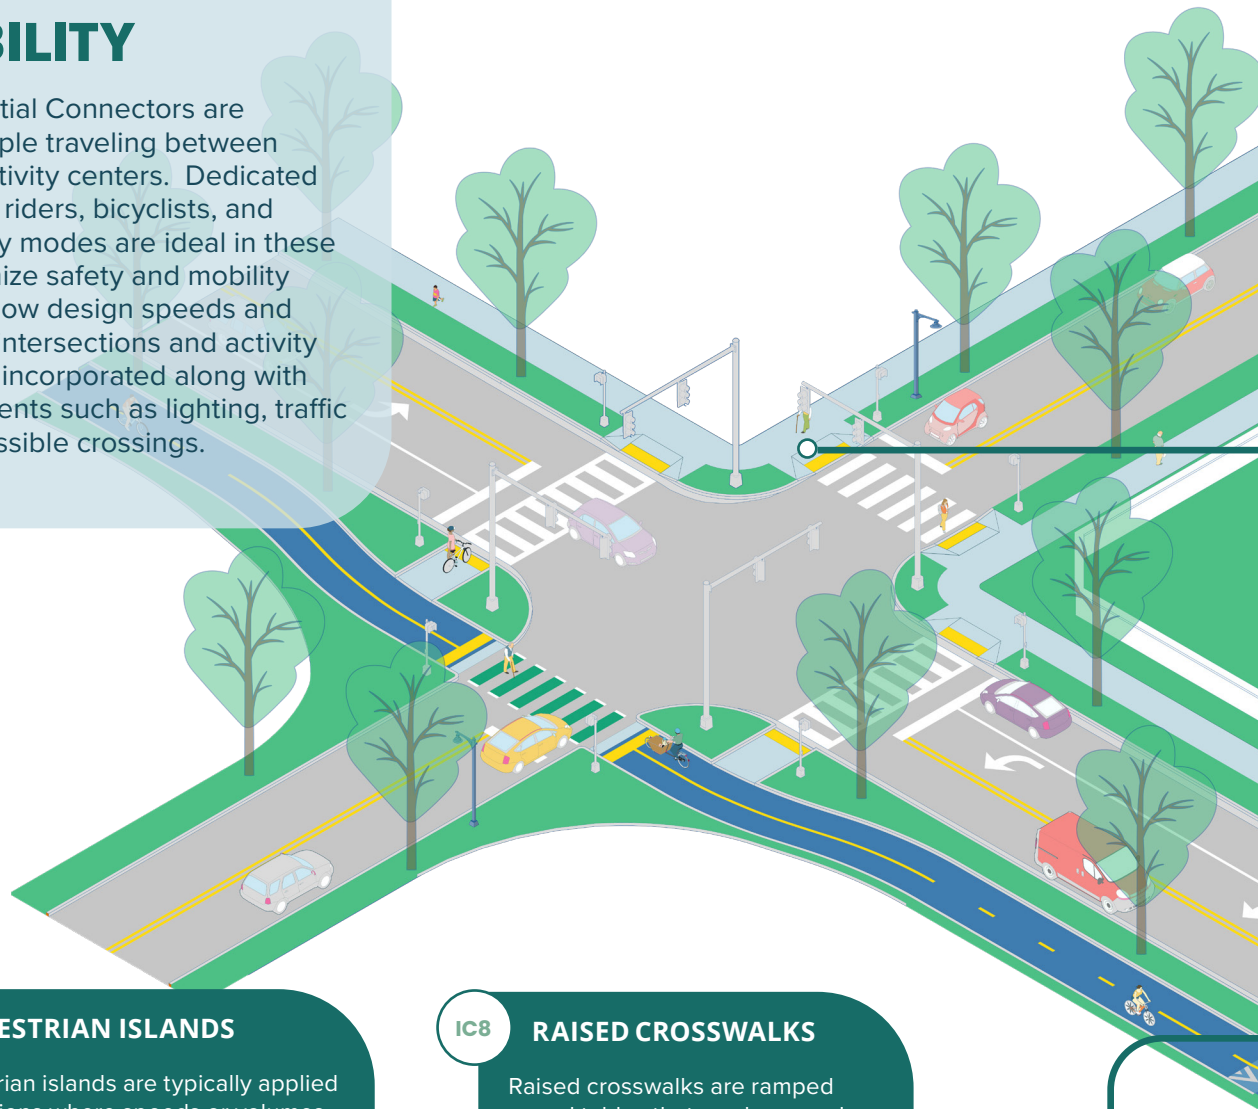 BILITY
tial Connectors are
ple traveling between
tivity centers.  Dedicated
riders, bicyclists, and
y modes are ideal in these
ize safety and mobility
ow design speeds and
ntersections and activity
incorporated along with
ents such as lighting, traffic
ssible crossings.
ESTRIAN ISLANDS
rian islands are typically applied
IC8
RAISED CROSSWALKS
Raised crosswalks are ramped